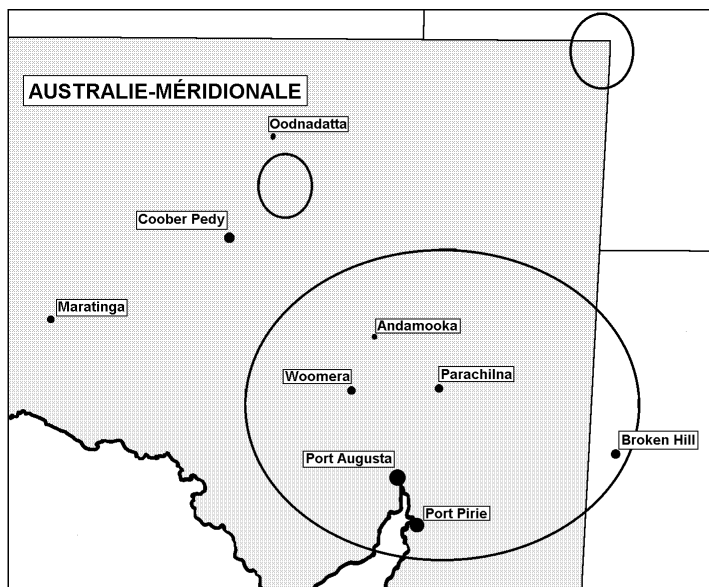 AUSTRALIE-MÉRIDIONALE
Oodnadatta
Coober Pedy
Maratinga
Andamooka
Woomera
Parachilna
Broken Hill
Port Augusta
Port Pirie